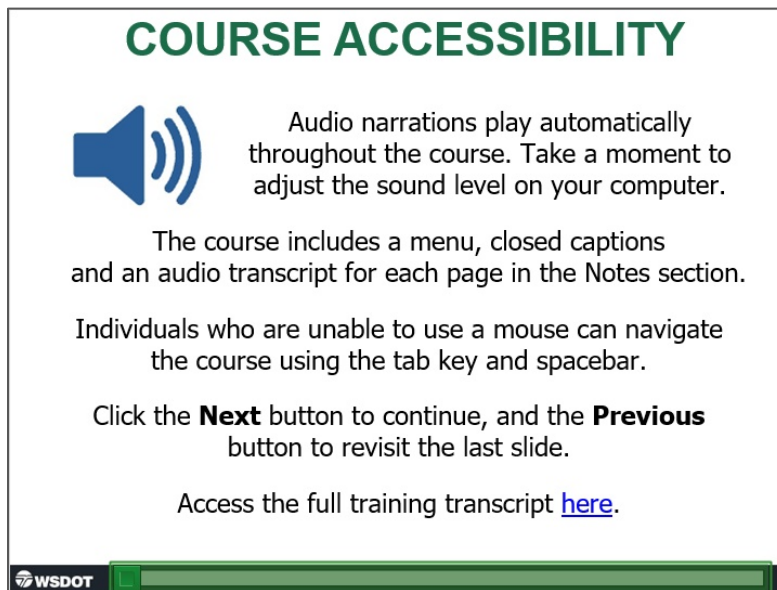 COURSE ACCESSIBILITY
Audio narrations play automatically
throughout the course. Take a moment to
adjust the sound level on your computer.
The course includes a menu, closed captions
and an audio transcript for each page in the Notes section.
Individuals who are unable to use a mouse can navigate
the course using the tab key and spacebar.
Click the Next button to continue, and the Previous
button to revisit the last slide.
Access the full training transcript here.
WSDOT